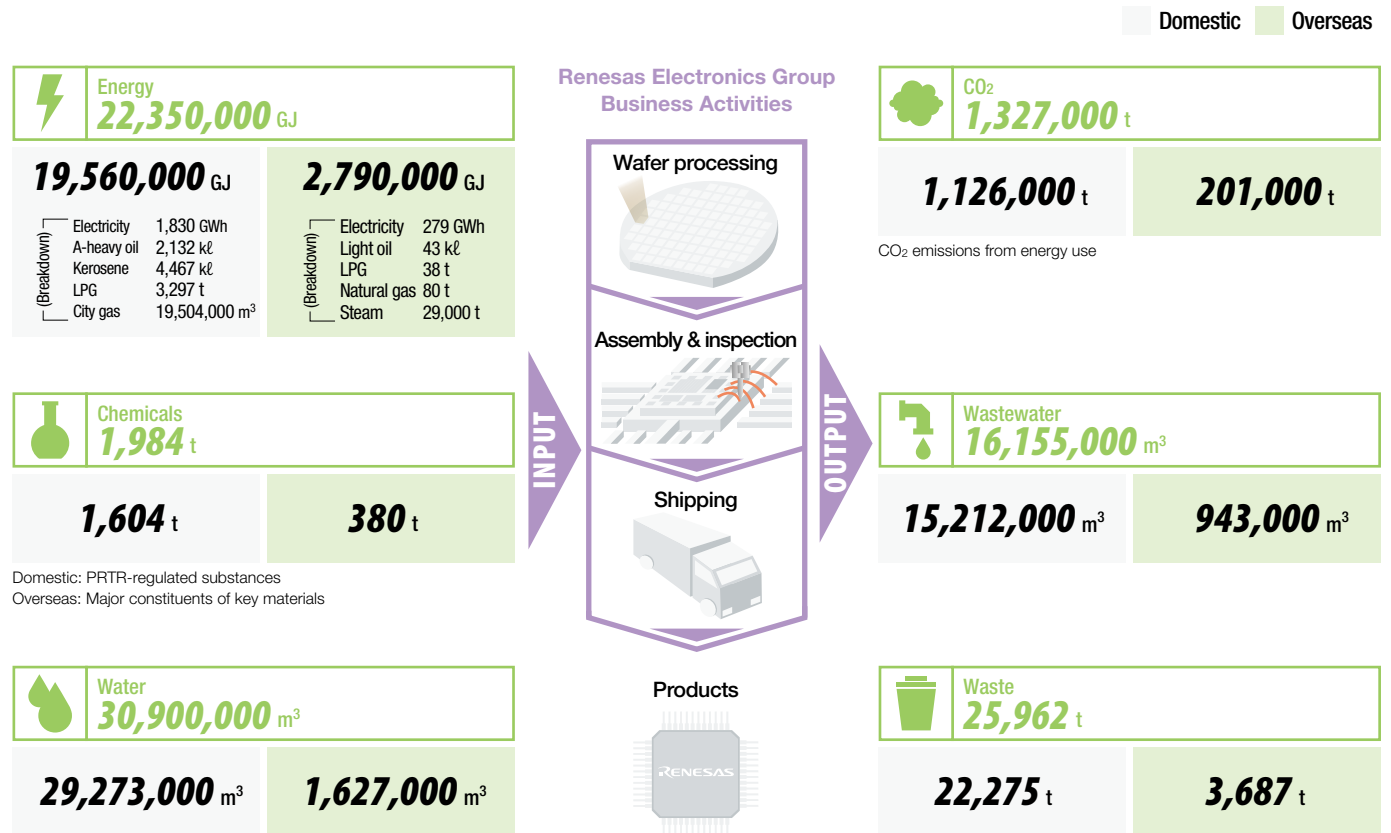 Domestic
Overseas
Energy
22,350,000 GJ
19,560,000 GJ
(Breakdown)
Electricity 1,830 GWh
A-heavy oil 2,132 kℓ
Kerosene 4,467 kℓ
LPG 3,297 t
City gas 19,504,000 m³
2,790,000 GJ
(Breakdown)
Electricity 279 GWh
Light oil 43 kℓ
LPG 38 t
Natural gas 80 t
Steam 29,000 t
Chemicals
1,984 t
1,604 t
380 t
Domestic: PRTR-regulated substances
Overseas: Major constituents of key materials
Water
30,900,000 m³
29,273,000 m³
1,627,000 m³
INPUT
Renesas Electronics Group
Business Activities
Wafer processing
Assembly & inspection
Shipping
Products
RENESAS
OUTPUT
CO₂
1,327,000 t
1,126,000 t
201,000 t
CO₂ emissions from energy use
Wastewater
16,155,000 m³
15,212,000 m³
943,000 m³
Waste
25,962 t
22,275 t
3,687 t